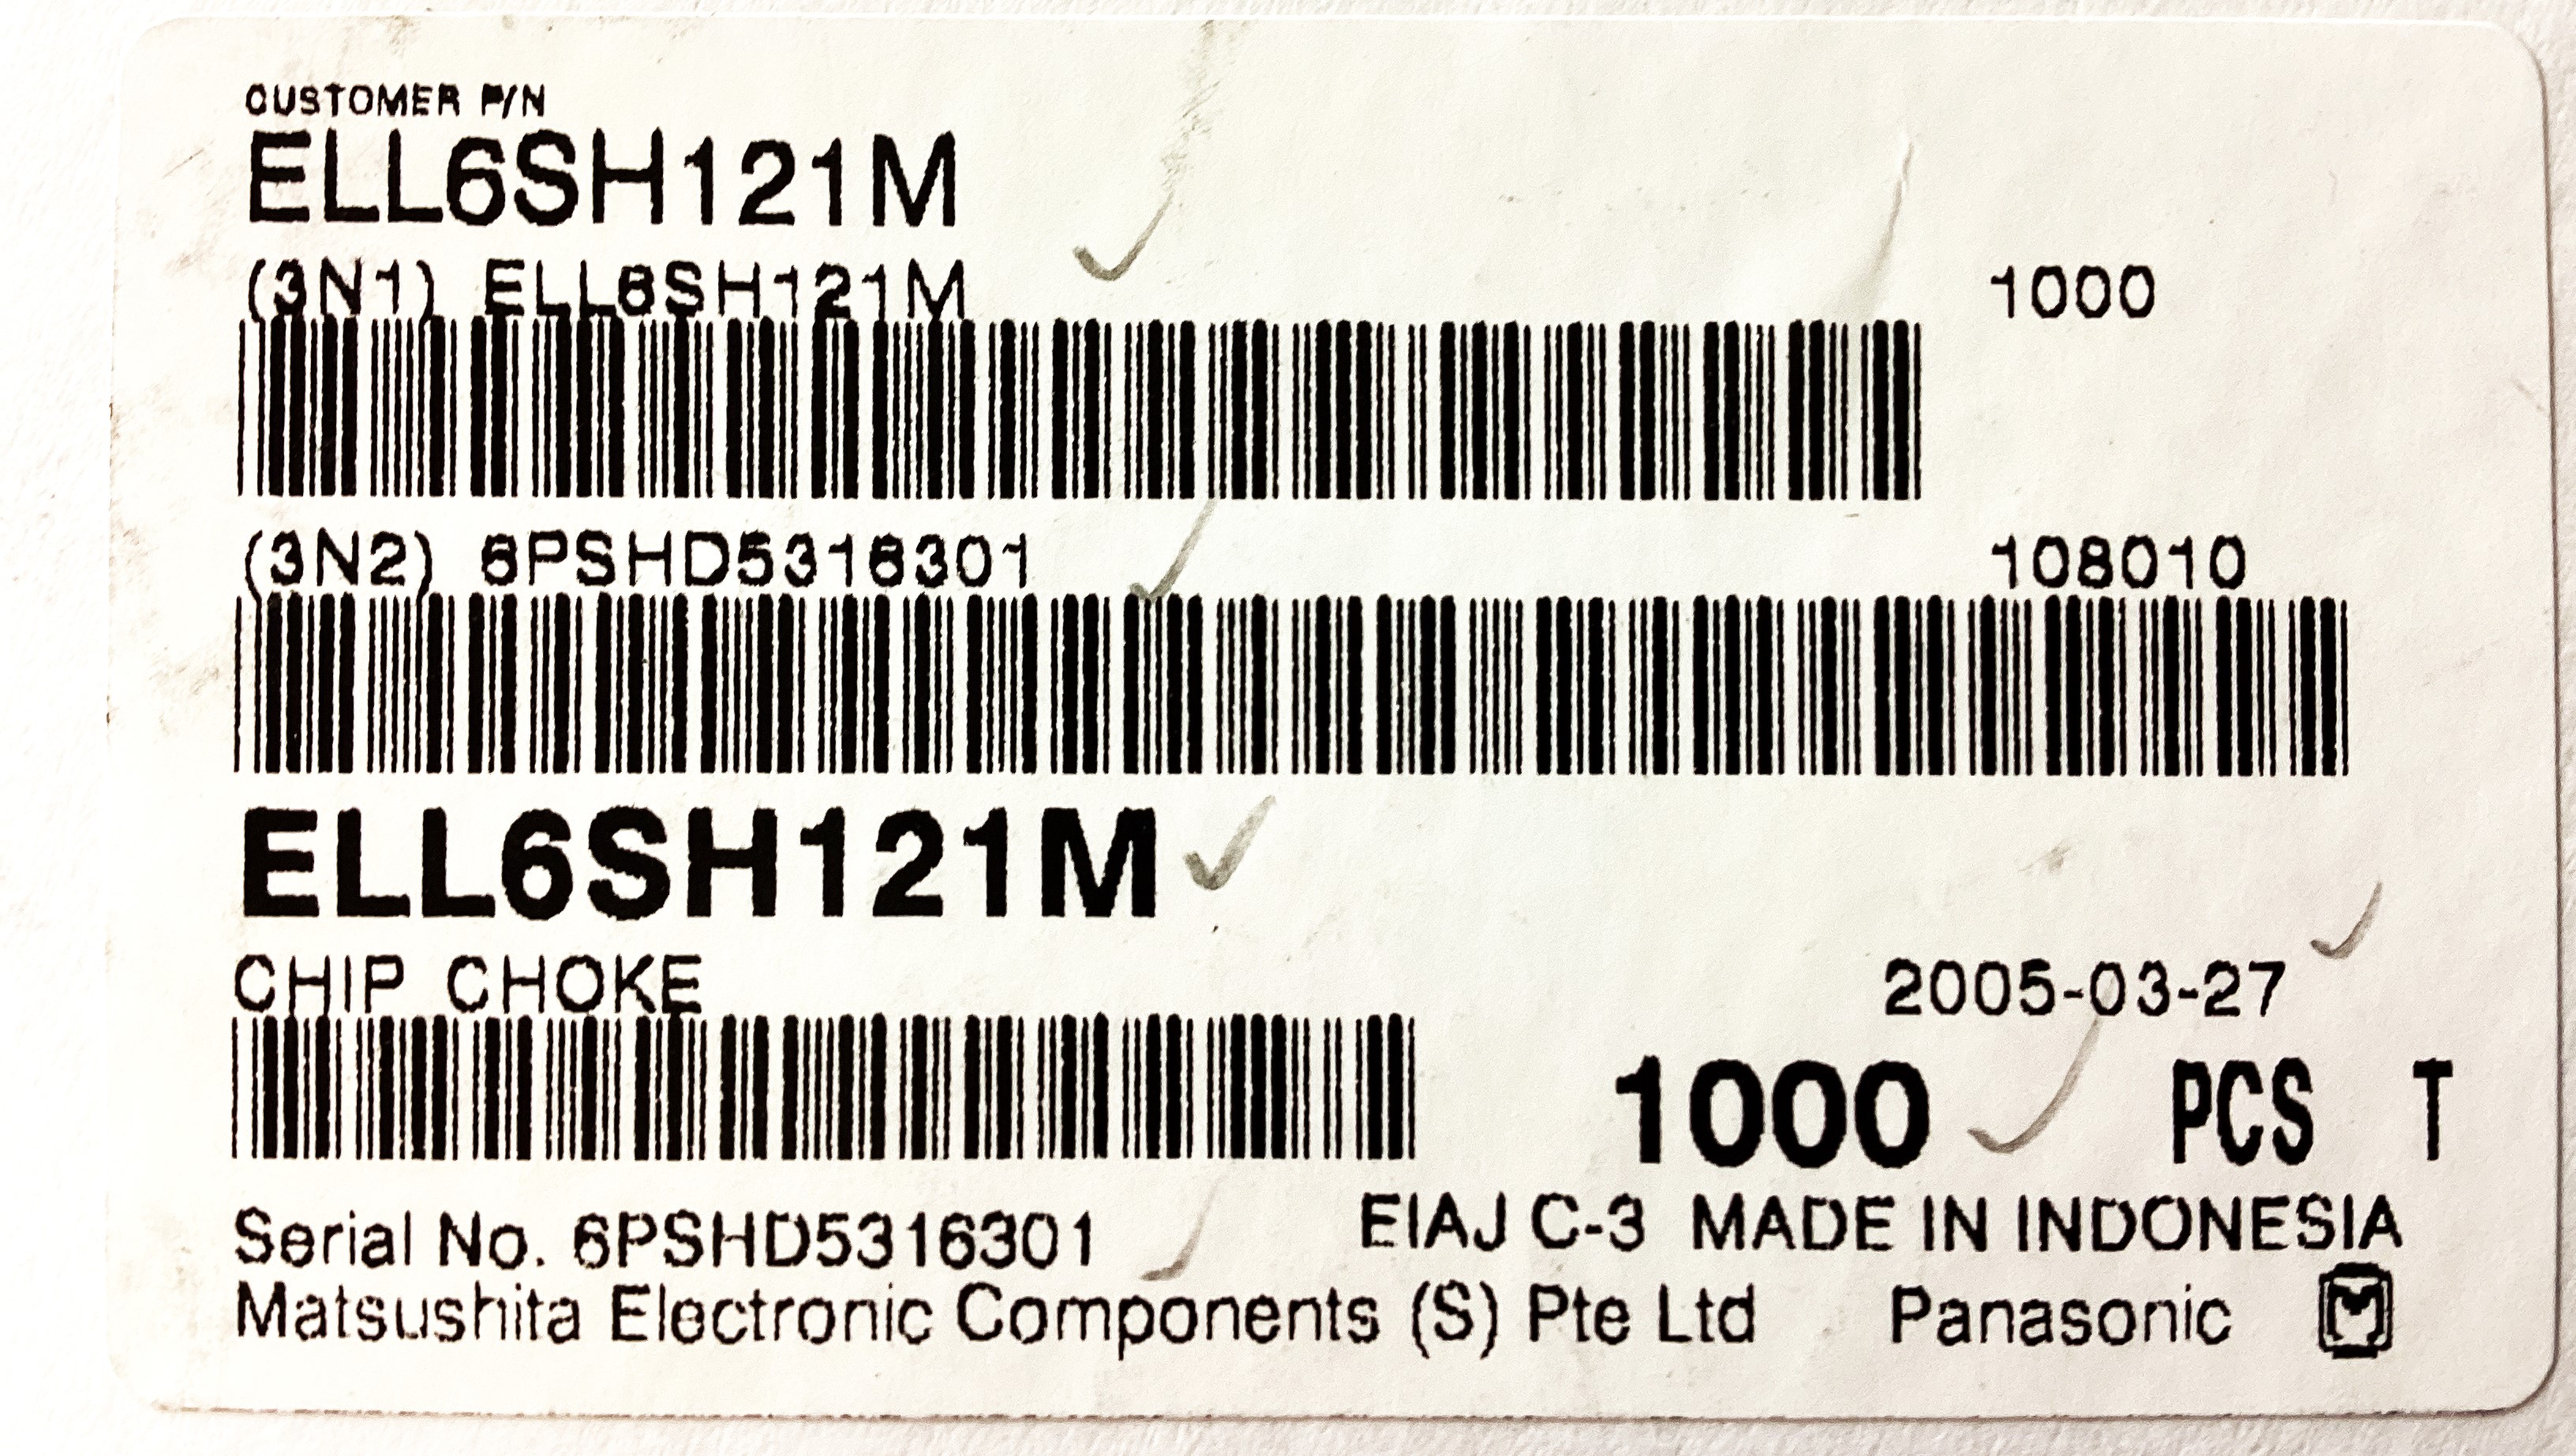 CUSTOMER P/N
ELL6SH121M
(3N1) ELL6SH121M 1000
(3N2) 6PSHD5316301 108010
ELL6SH121M
CHIP CHOKE 2005-03-27
1000 PCS T
Serial No. 6PSHD5316301 EIAJ C-3 MADE IN INDONESIA
Matsushita Electronic Components (S) Pte Ltd Panasonic M